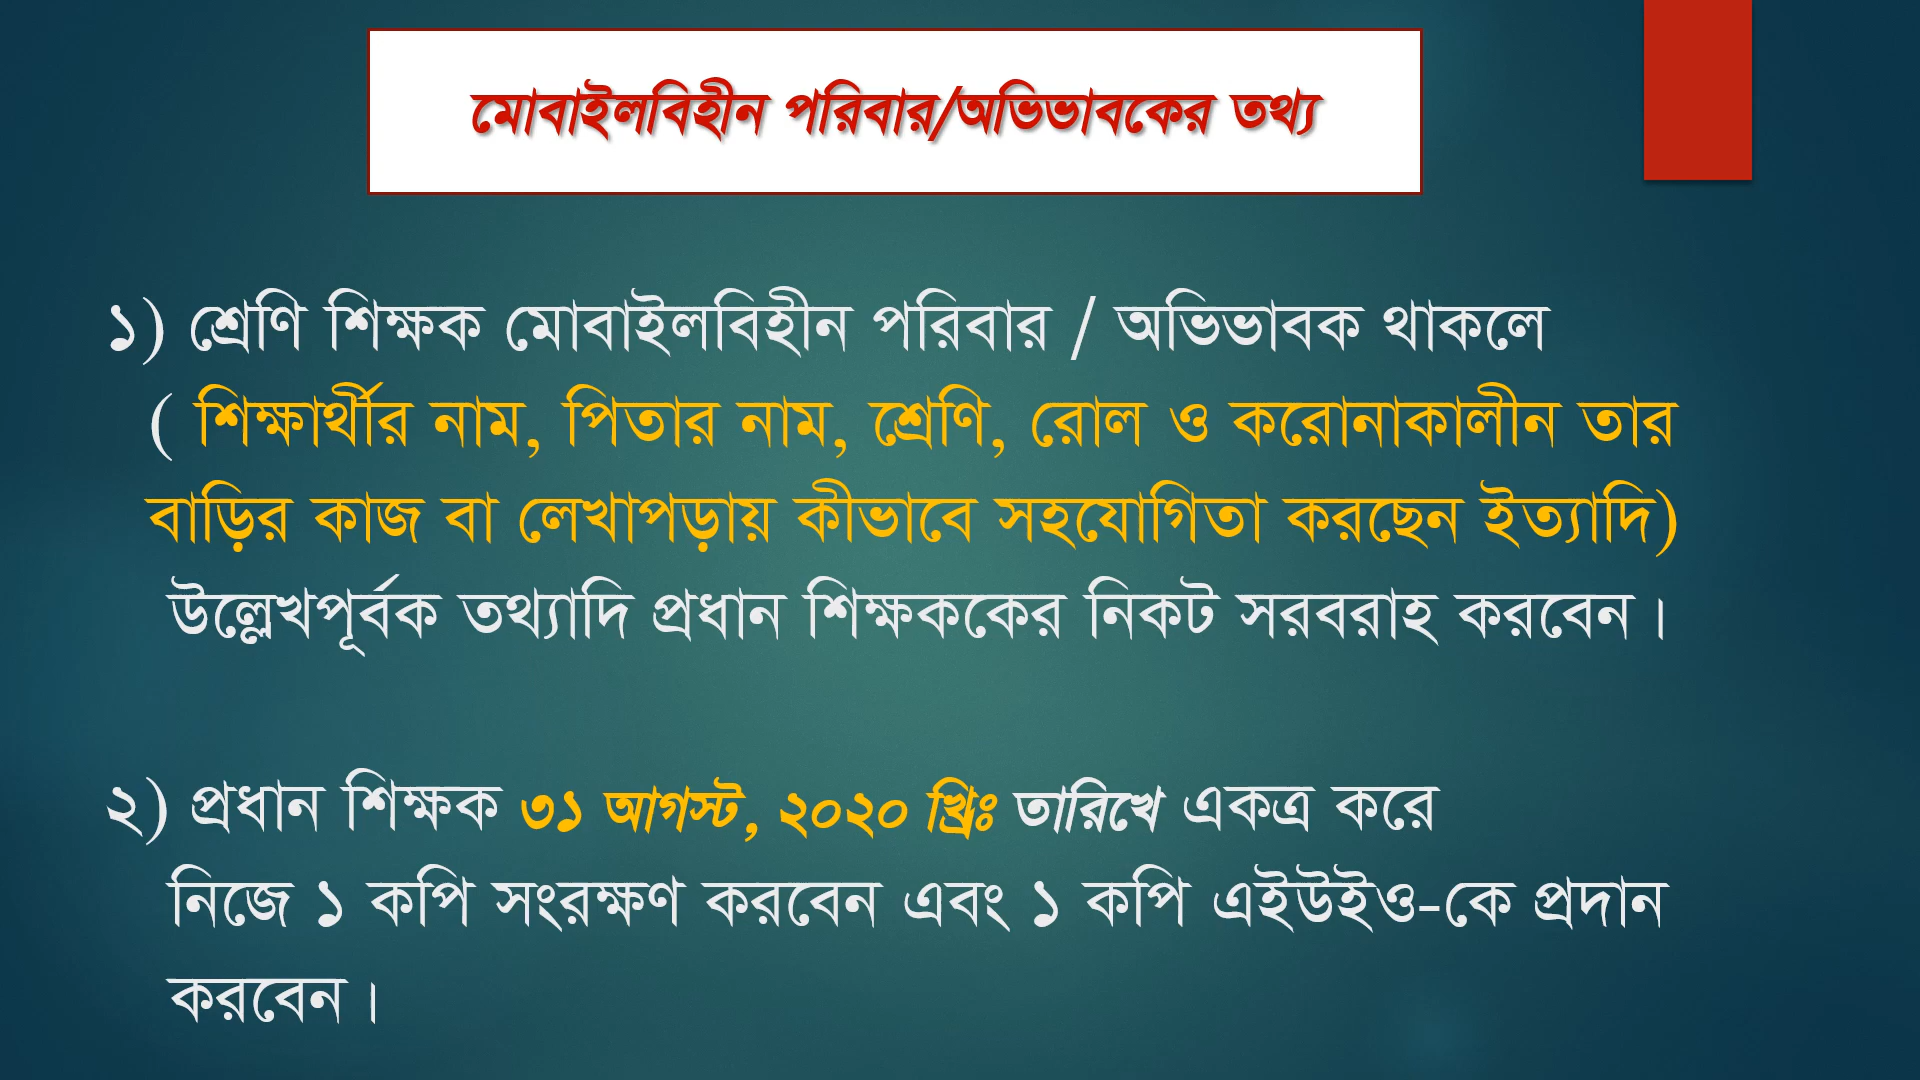 মোবাইলবিহীন পরিবার/অভিভাবকের তথ্য
১) শ্রেণি শিক্ষক মোবাইলবিহীন পরিবার / অভিভাবক থাকলে
( শিক্ষার্থীর নাম, পিতার নাম, শ্রেণি, রোল ও করোনাকালীন তার
বাড়ির কাজ বা লেখাপড়ায় কীভাবে সহযোগিতা করছেন ইত্যাদি)
উল্লেখপূর্বক তথ্যাদি প্রধান শিক্ষককের নিকট সরবরাহ করবেন।
২) প্রধান শিক্ষক ৩১ আগস্ট, ২০২০ খ্রিঃ তারিখে একত্র করে
নিজে ১ কপি সংরক্ষণ করবেন এবং ১ কপি এইউইও-কে প্রদান
করবেন।